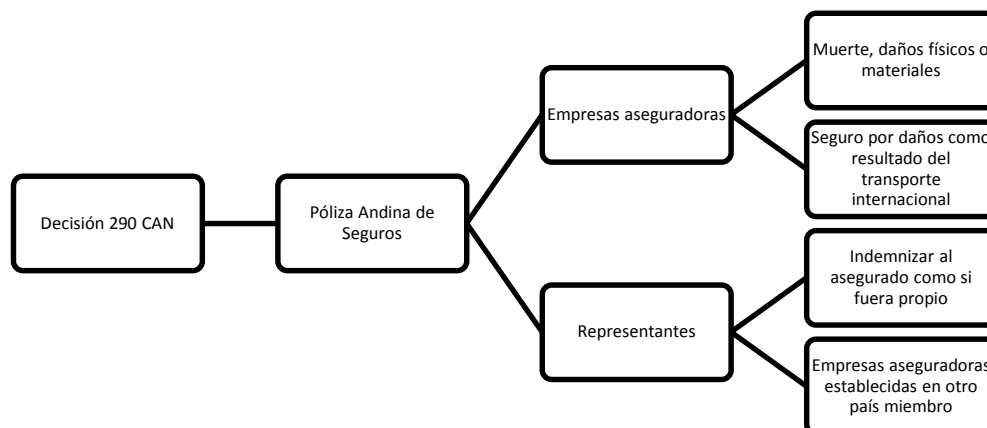 Muerte, daños físicos o
materiales
Empresas aseguradoras
Seguro por daños como
resultado del
transporte
internacional
Decisión 290 CAN
Póliza Andina de
Seguros
Indemnizar al
asegurado como si
fuera propio
Representantes
Empresas aseguradoras
establecidas en otro
país miembro